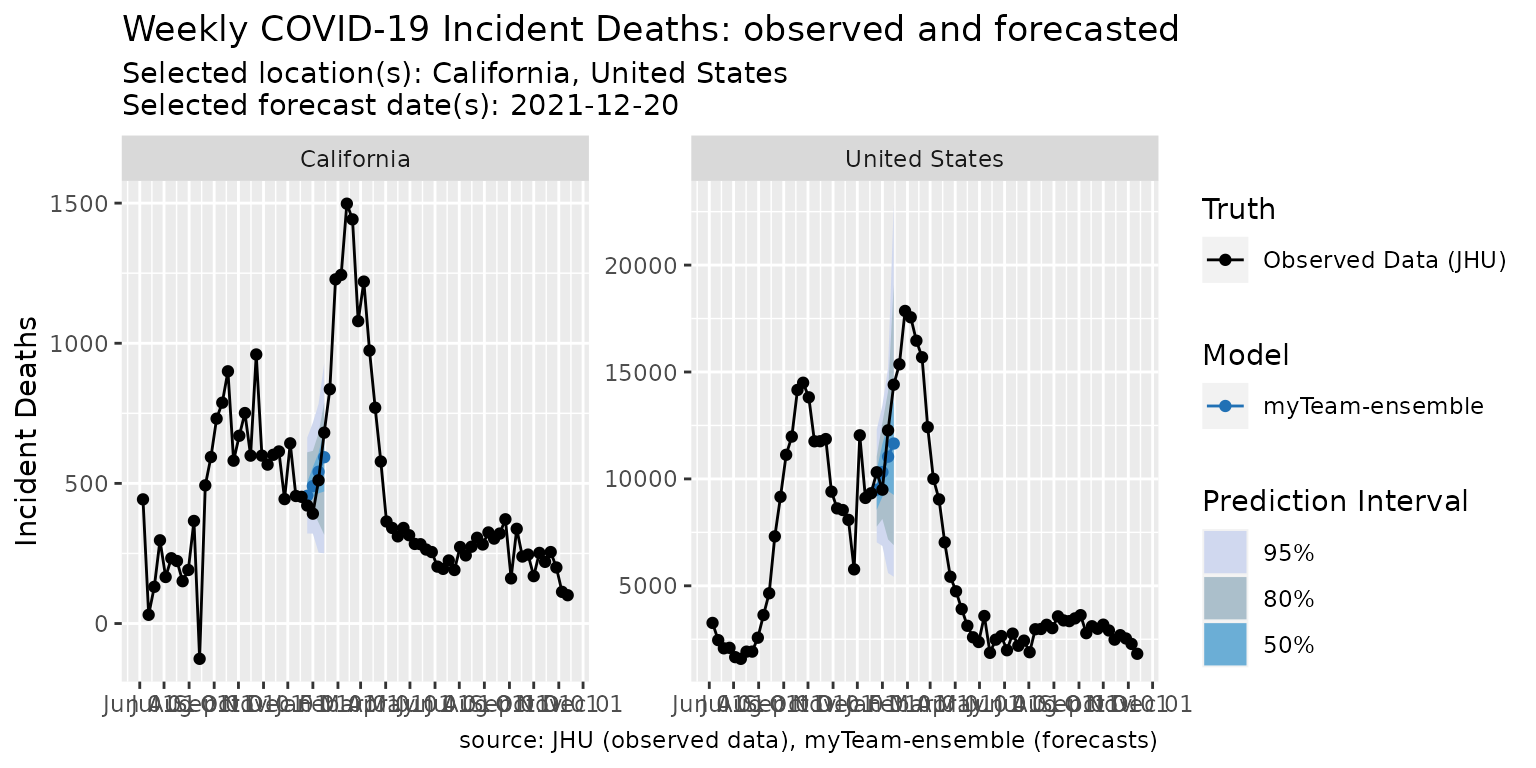 Weekly COVID-19 Incident Deaths: observed and forecasted
Selected location(s): California, United States
Selected forecast date(s): 2021-12-20
California
United States
Incident Deaths
1500
1000
500
0
20000
15000
10000
5000
source: JHU (observed data), myTeam-ensemble (forecasts)
Truth
Observed Data (JHU)
Model
myTeam-ensemble
Prediction Interval
95%
80%
50%